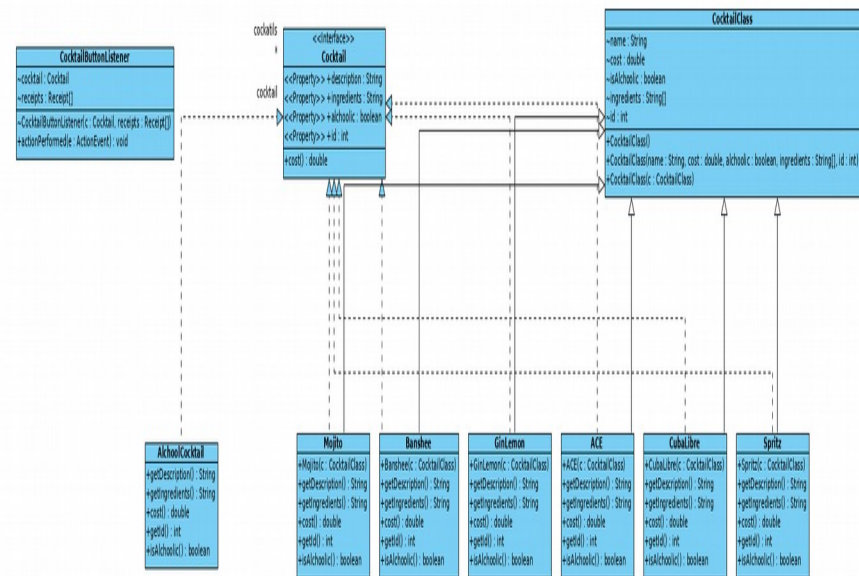 CocktailButtonListener
~cocktail : Cocktail
~receipts : Receipt[]
~CocktailButtonListener(c : Cocktail, receipts : Receipt[])
+actionPerformed(e : ActionEvent) : void
cockatils
*
cocktail
<<Interface>>
Cocktail
<<Property>> +description : String
<<Property>> +ingredients : String
<<Property>> +alchoolic : boolean
<<Property>> +id : int
+cost() : double
CocktailClass
~name : String
~cost : double
~isAlchoolic : boolean
~ingredients : String[]
~id : int
+CocktailClass()
+CocktailClass(name : String, cost : double, alchoolic : boolean, ingredients : String[], id : int)
+CocktailClass(c : CocktailClass)
AlchoolCocktail
+getDescription() : String
+getIngredients() : String
+cost() : double
+getId() : int
+isAlchoolic() : boolean
Mojito
+Mojito(c : CocktailClass)
+getDescription() : String
+getIngredients() : String
+cost() : double
+getId() : int
+isAlchoolic() : boolean
Banshee
+Banshee(c : CocktailClass)
+getDescription() : String
+getIngredients() : String
+cost() : double
+getId() : int
+isAlchoolic() : boolean
GinLemon
+GinLemon(c : CocktailClass)
+getDescription() : String
+getIngredients() : String
+cost() : double
+getId() : int
+isAlchoolic() : boolean
ACE
+ACE(c : CocktailClass)
+getDescription() : String
+getIngredients() : String
+cost() : double
+getId() : int
+isAlchoolic() : boolean
CubaLibre
+CubaLibre(c : CocktailClass)
+getDescription() : String
+getIngredients() : String
+cost() : double
+getId() : int
+isAlchoolic() : boolean
Spritz
+Spritz(c : CocktailClass)
+getDescription() : String
+getIngredients() : String
+cost() : double
+getId() : int
+isAlchoolic() : boolean